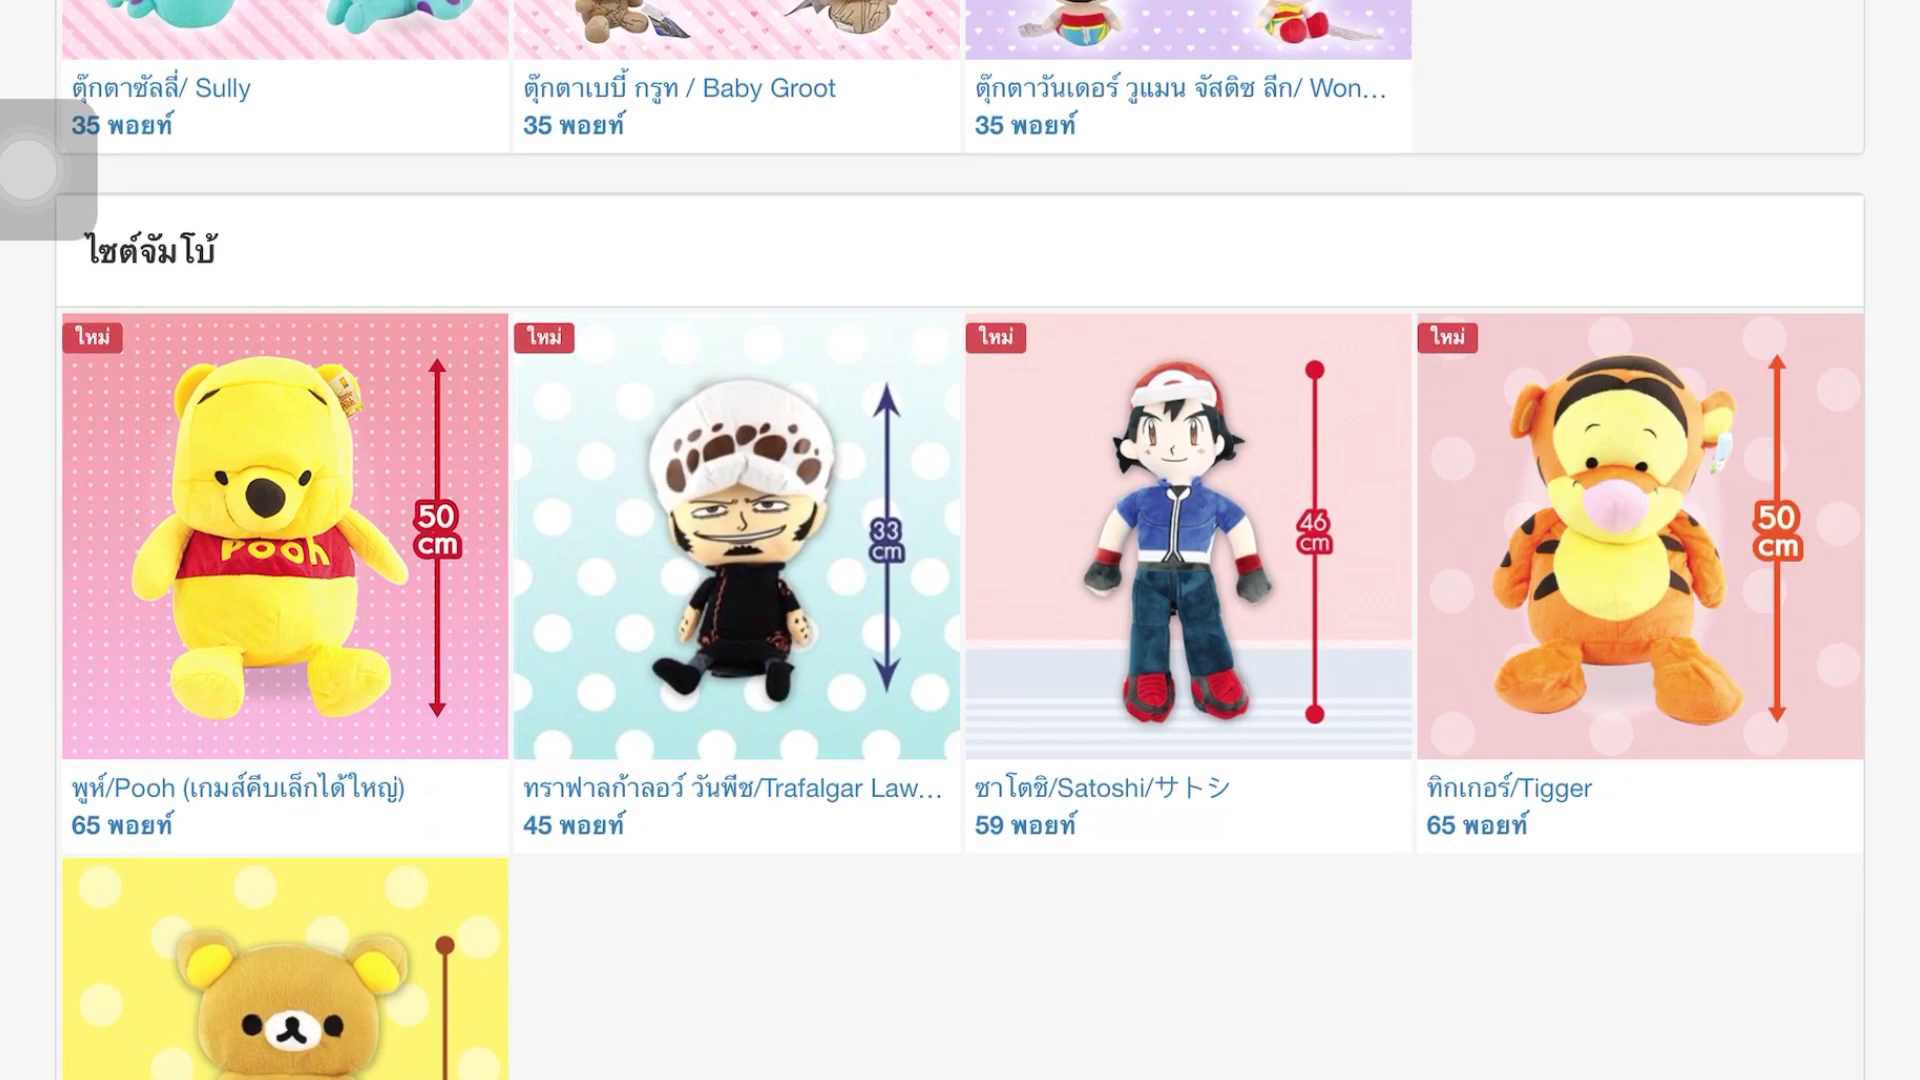 ตุ๊กตาซัลลี่/ Sully
35 พอยท์
ตุ๊กตาเบบี้ กรูท / Baby Groot
35 พอยท์
ตุ๊กตาวันเดอร์ วูแมน จัสติซ ลีก/ Won...
35 พอยท์
ไซต์จัมโบ้
ใหม่
Pooh
50
cm
พูห์/Pooh (เกมส์คีบเล็กได้ใหญ่)
65 พอยท์
ใหม่
33
cm
ทราฟาลก้าลอว์ วันพีช/Trafalgar Law...
45 พอยท์
ใหม่
46
cm
ซาโตชิ/Satoshi/サトシ
59 พอยท์
ใหม่
50
cm
ทิกเกอร์/Tigger
65 พอยท์